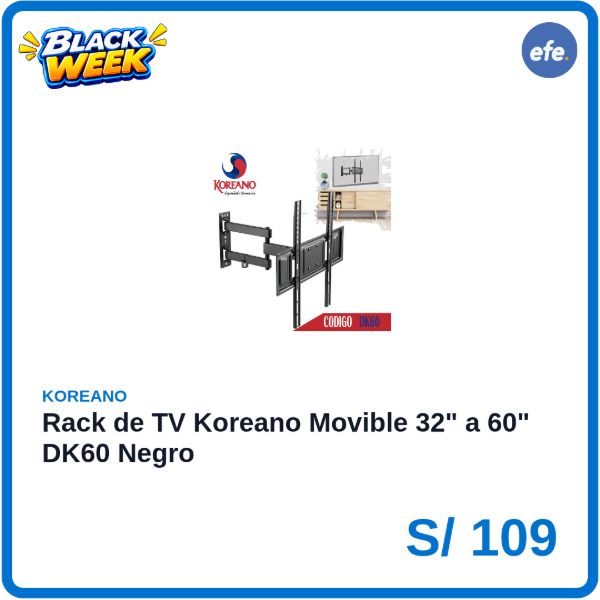 BLACK
WEEK
efe.
KOREANO
CODIGO DK60
KOREANO
Rack de TV Koreano Movible 32" a 60"
DK60 Negro
S/ 109